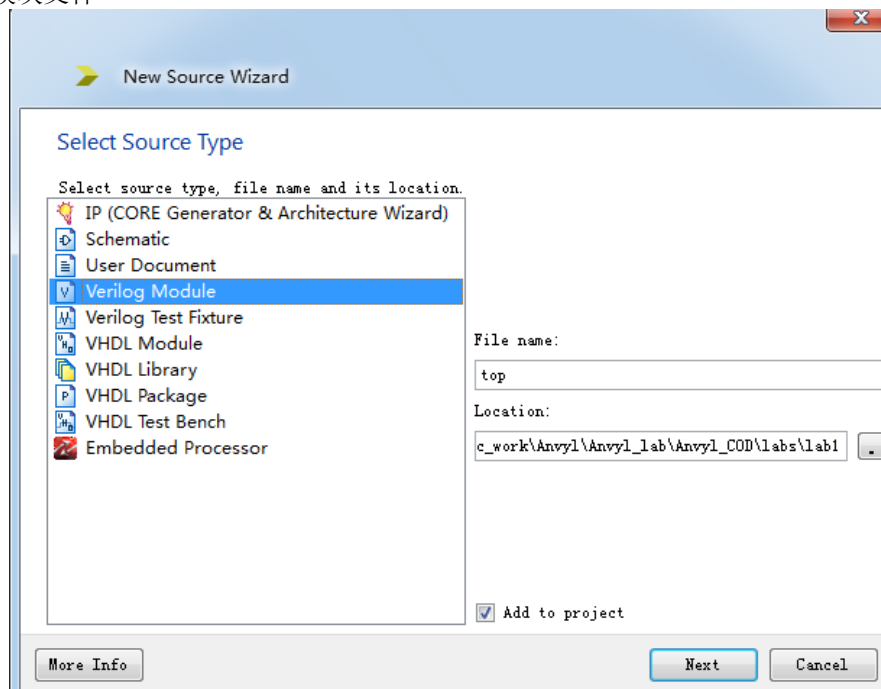 New Source Wizard
Select Source Type
Select source type, file name and its location.
IP (CORE Generator & Architecture Wizard)
Schematic
User Document
Verilog Module
Verilog Test Fixture
VHDL Module
VHDL Library
VHDL Package
VHDL Test Bench
Embedded Processor
File name:
top
Location:
c_work\Anvyl\Anvyl_lab\Anvyl_COD\labs\lab1
.
Add to project
More Info
Next
Cancel